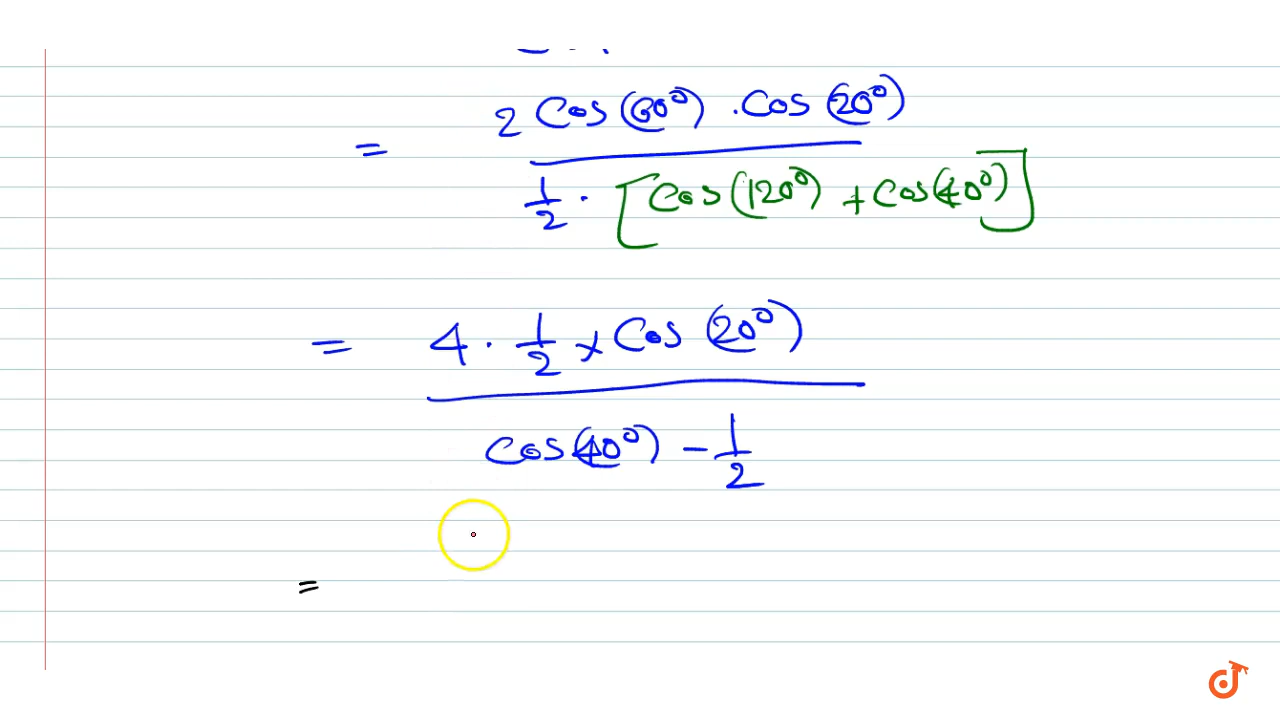 2 Cos (60°) . Cos (20°)
=
1/2 . [Cos (120°) + Cos (40°)]
= 4 . 1/2 × Cos (20°)
Cos (40°) - 1/2
=